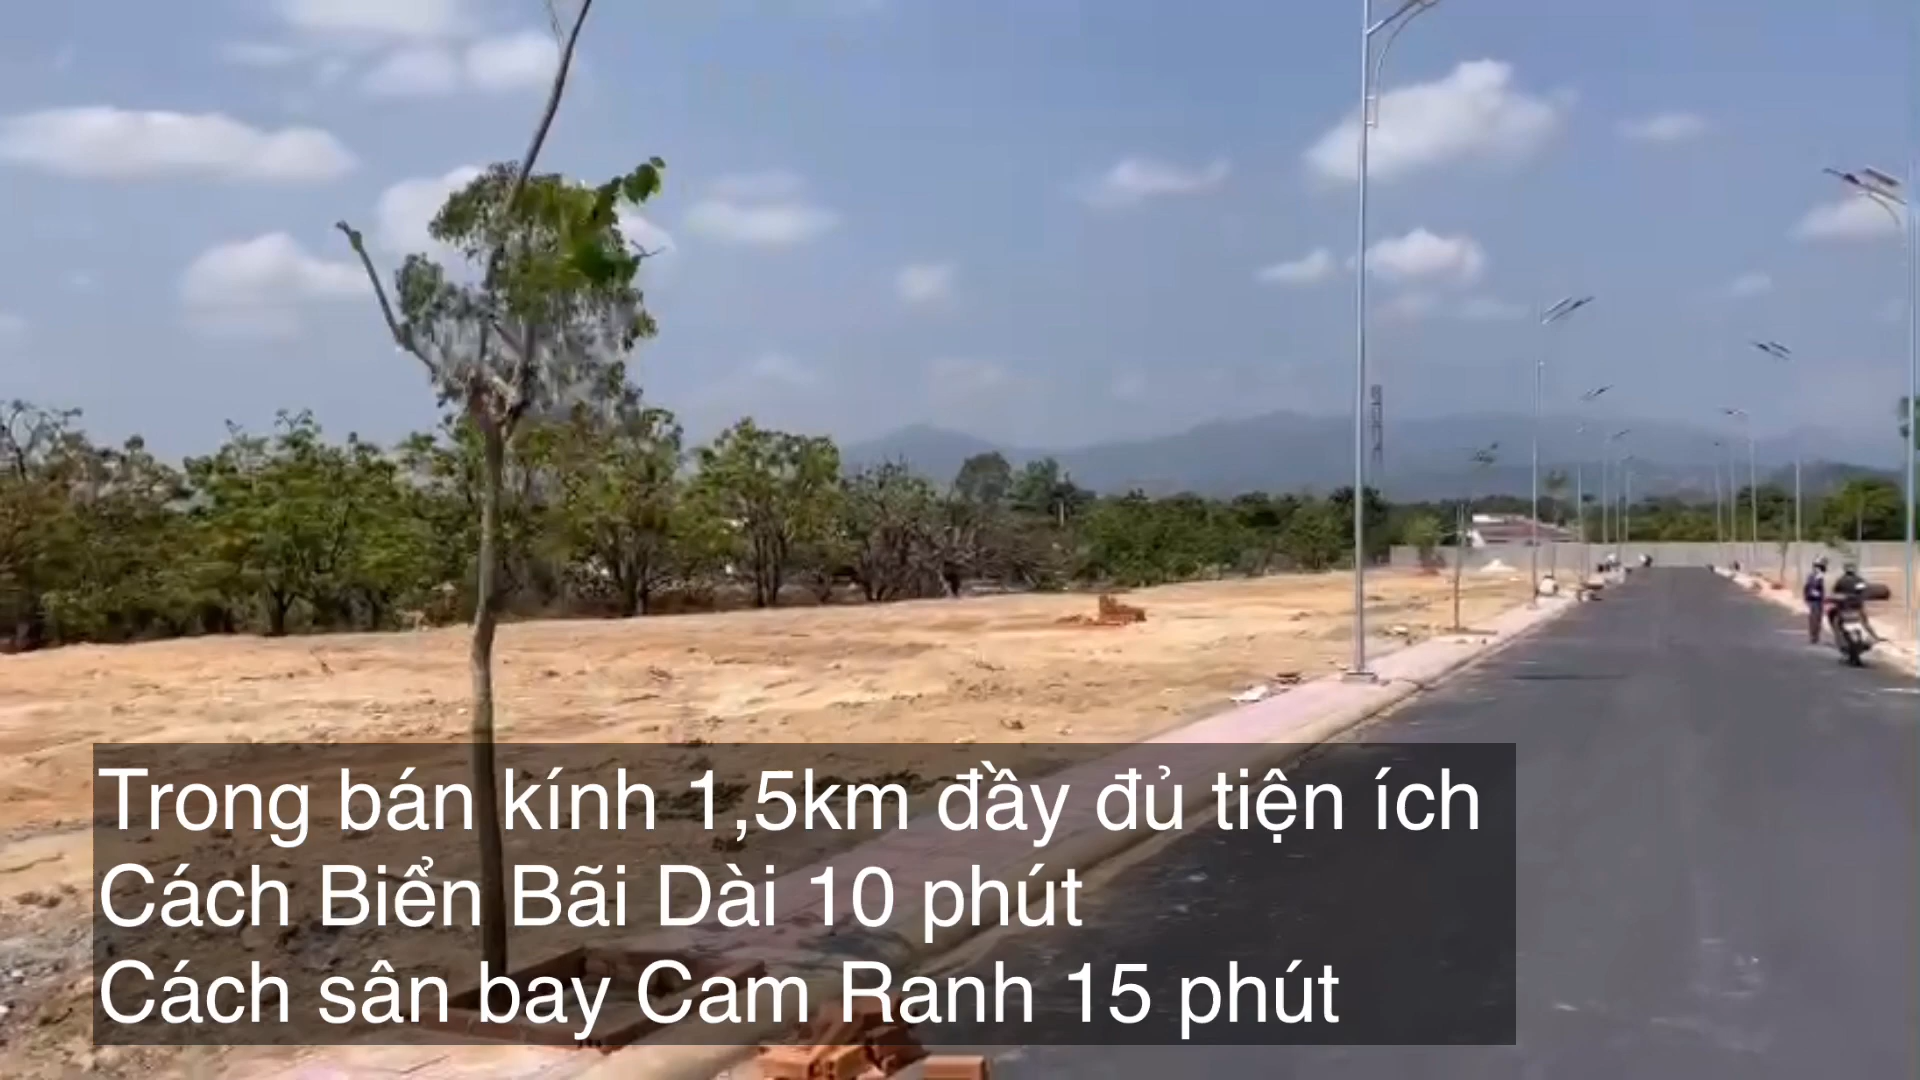 Trong bán kính 1,5km đầy đủ tiện ích
Cách Biển Bãi Dài 10 phút
Cách sân bay Cam Ranh 15 phút